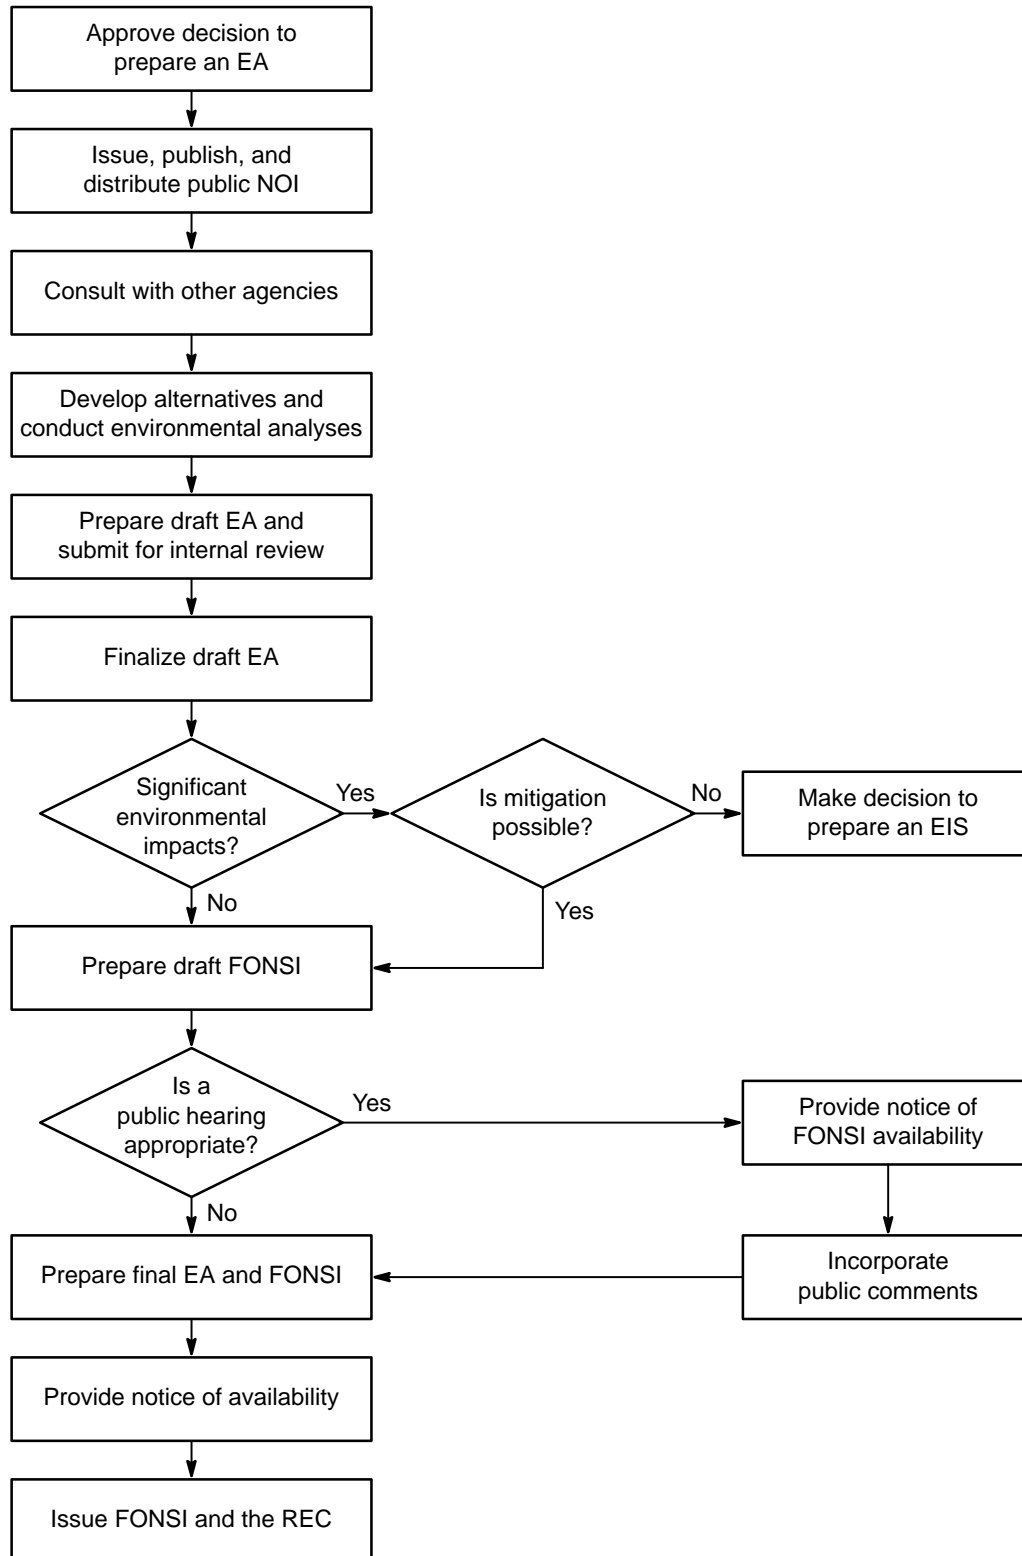 Approve decision to
prepare an EA
Issue, publish, and
distribute public NOI
Consult with other agencies
Develop alternatives and
conduct environmental analyses
Prepare draft EA and
submit for internal review
Finalize draft EA
Significant
environmental
impacts?
Yes
Is mitigation
possible?
No
Make decision to
prepare an EIS
No
Yes
Prepare draft FONSI
Is a
public hearing
appropriate?
Yes
Provide notice of
FONSI availability
No
Prepare final EA and FONSI
Incorporate
public comments
Provide notice of availability
Issue FONSI and the REC